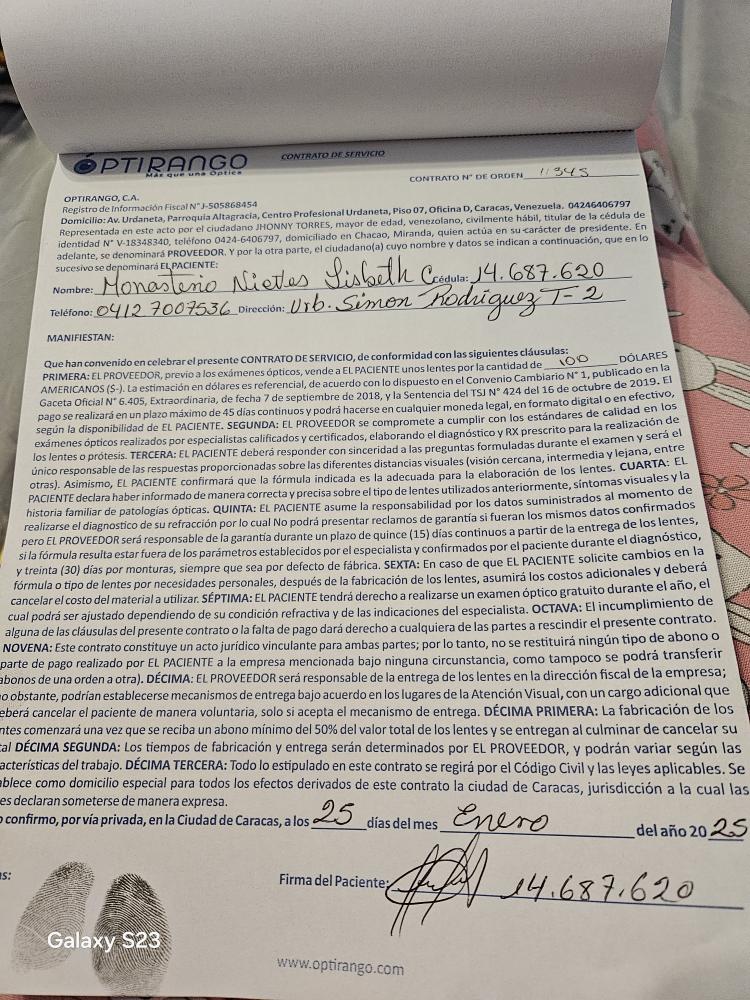 OPTIRANGO
Más que una Óptica
CONTRATO DE SERVICIO
CONTRATO N° DE ORDEN 11345
OPTIRANGO, C.A.
Registro de Información Fiscal N° J-505868454
Domicilio: Av. Urdaneta, Parroquia Altagracia, Centro Profesional Urdaneta, Piso 07, Oficina D, Caracas, Venezuela. 04246406797
Representada en este acto por el ciudadano JHONNY TORRES, mayor de edad, venezolano, civilmente hábil, titular de la cédula de
identidad N° V-18348340, teléfono 0424-6406797, domiciliado en Chacao, Miranda, quien actúa en su carácter de presidente. En
adelante, se denominará PROVEEDOR. Y por la otra parte, el ciudadano(a) cuyo nombre y datos se indican a continuación, que en lo
sucesivo se denominará EL PACIENTE:
Nombre: Monasterio Nieles Lisbeth C Cédula: 14.687.620
Teléfono: 0412 7007536 Dirección: Urb. Simon Rodriguez T-2
MANIFIESTAN:
Que han convenido en celebrar el presente CONTRATO DE SERVICIO, de conformidad con las siguientes cláusulas:
PRIMERA: EL PROVEEDOR, previo a los exámenes ópticos, vende a EL PACIENTE unos lentes por la cantidad de 100 DÓLARES
AMERICANOS ($-). La estimación en dólares es referencial, de acuerdo con lo dispuesto en el Convenio Cambiario N° 1, publicado en la
Gaceta Oficial N° 6.405, Extraordinaria, de fecha 7 de septiembre de 2018, y la Sentencia del TSJ N° 424 del 16 de octubre de 2019. El
pago se realizará en un plazo máximo de 45 días continuos y podrá hacerse en cualquier moneda legal, en formato digital o en efectivo,
según la disponibilidad de EL PACIENTE. SEGUNDA: EL PROVEEDOR se compromete a cumplir con los estándares de calidad en los
exámenes ópticos realizados por especialistas calificados y certificados, elaborando el diagnóstico y RX prescrito para la realización de
los lentes o prótesis. TERCERA: EL PACIENTE deberá responder con sinceridad a las preguntas formuladas durante el examen y será el
único responsable de las respuestas proporcionadas sobre las diferentes distancias visuales (visión cercana, intermedia y lejana, entre
otras). Asimismo, EL PACIENTE confirmará que la fórmula indicada es la adecuada para la elaboración de los lentes. CUARTA: EL
PACIENTE declara haber informado de manera correcta y precisa sobre el tipo de lentes utilizados anteriormente, síntomas visuales y la
historia familiar de patologías ópticas. QUINTA: EL PACIENTE asume la responsabilidad por los datos suministrados al momento de
realizarse el diagnostico de su refracción por lo cual No podrá presentar reclamos de garantía si fueran los mismos datos confirmados
pero EL PROVEEDOR será responsable de la garantía durante un plazo de quince (15) días continuos a partir de la entrega de los lentes,
si la fórmula resulta estar fuera de los parámetros establecidos por el especialista y confirmados por el paciente durante el diagnóstico,
y treinta (30) días por monturas, siempre que sea por defecto de fábrica. SEXTA: En caso de que EL PACIENTE solicite cambios en la
fórmula o tipo de lentes por necesidades personales, después de la fabricación de los lentes, asumirá los costos adicionales y deberá
cancelar el costo del material a utilizar. SÉPTIMA: EL PACIENTE tendrá derecho a realizarse un examen óptico gratuito durante el año, el
cual podrá ser ajustado dependiendo de su condición refractiva y de las indicaciones del especialista. OCTAVA: El incumplimiento de
alguna de las cláusulas del presente contrato o la falta de pago dará derecho a cualquiera de las partes a rescindir el presente contrato.
NOVENA: Este contrato constituye un acto jurídico vinculante para ambas partes; por lo tanto, no se restituirá ningún tipo de abono o
parte de pago realizado por EL PACIENTE a la empresa mencionada bajo ninguna circunstancia, como tampoco se podrá transferir
abonos de una orden a otra). DÉCIMA: EL PROVEEDOR será responsable de la entrega de los lentes en la dirección fiscal de la empresa;
o obstante, podrían establecerse mecanismos de entrega bajo acuerdo en los lugares de la Atención Visual, con un cargo adicional que
eberá cancelar el paciente de manera voluntaria, solo si acepta el mecanismo de entrega. DÉCIMA PRIMERA: La fabricación de los
ntes comenzará una vez que se reciba un abono mínimo del 50% del valor total de los lentes y se entregan al culminar de cancelar su
tal DÉCIMA SEGUNDA: Los tiempos de fabricación y entrega serán determinados por EL PROVEEDOR, y podrán variar según las
racterísticas del trabajo. DÉCIMA TERCERA: Todo lo estipulado en este contrato se regirá por el Código Civil y las leyes aplicables. Se
ablece como domicilio especial para todos los efectos derivados de este contrato la ciudad de Caracas, jurisdicción a la cual las
es declaran someterse de manera expresa.
o confirmo, por vía privada, en la Ciudad de Caracas, a los 25 días del mes Enero del año 2025
as:
Firma del Paciente: 14.687.620
Galaxy S23
www.optirango.com